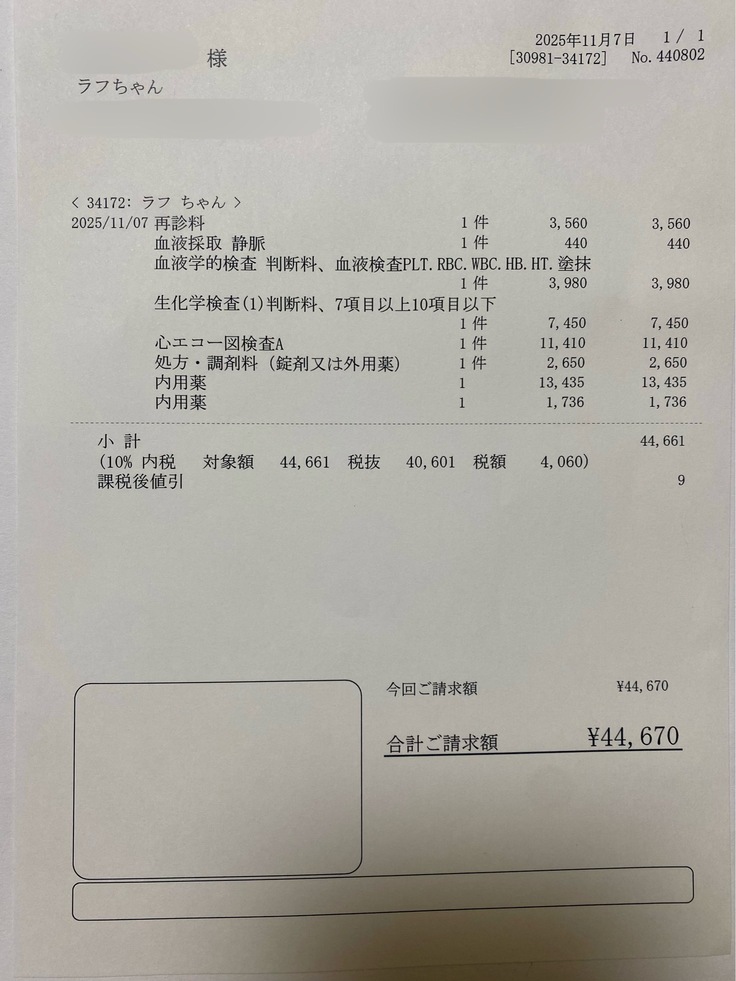 2025年11月7日 1 / 1
様 [30981-34172] No. 440802
ラフちゃん
< 34172: ラフ ちゃん >
2025/11/07 再診料 1 件 3,560 3,560
血液採取 静脈 1 件 440 440
血液学的検査 判断料、血液検査PLT.RBC.WBC.HB.HT.塗抹
1 件 3,980 3,980
生化学検査(1)判断料、7項目以上10項目以下
1 件 7,450 7,450
心エコー図検査A 1 件 11,410 11,410
処方・調剤料 (錠剤又は外用薬) 1 件 2,650 2,650
内用薬 1 13,435 13,435
内用薬 1 1,736 1,736
小 計 44,661
(10% 内税 対象額 44,661 税抜 40,601 税額 4,060)
課税後値引 9
今回ご請求額 ¥44,670
合計ご請求額 ¥44,670